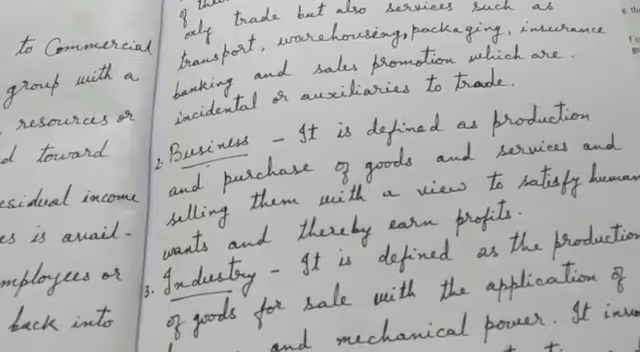 to Commercial
group with a
resources or
d toward
esidual income
es is avail-
mployees or
back into
only trade but also services such as
transport, warehousing, packaging, insurance
banking and sales promotion which are
incidental or auxiliaries to trade.
2. Business - It is defined as production
and purchase of goods and services and
selling them with a view to satisfy human
wants and thereby earn profits.
3. Industry - It is defined as the production
of goods for sale with the application of
and mechanical power. It